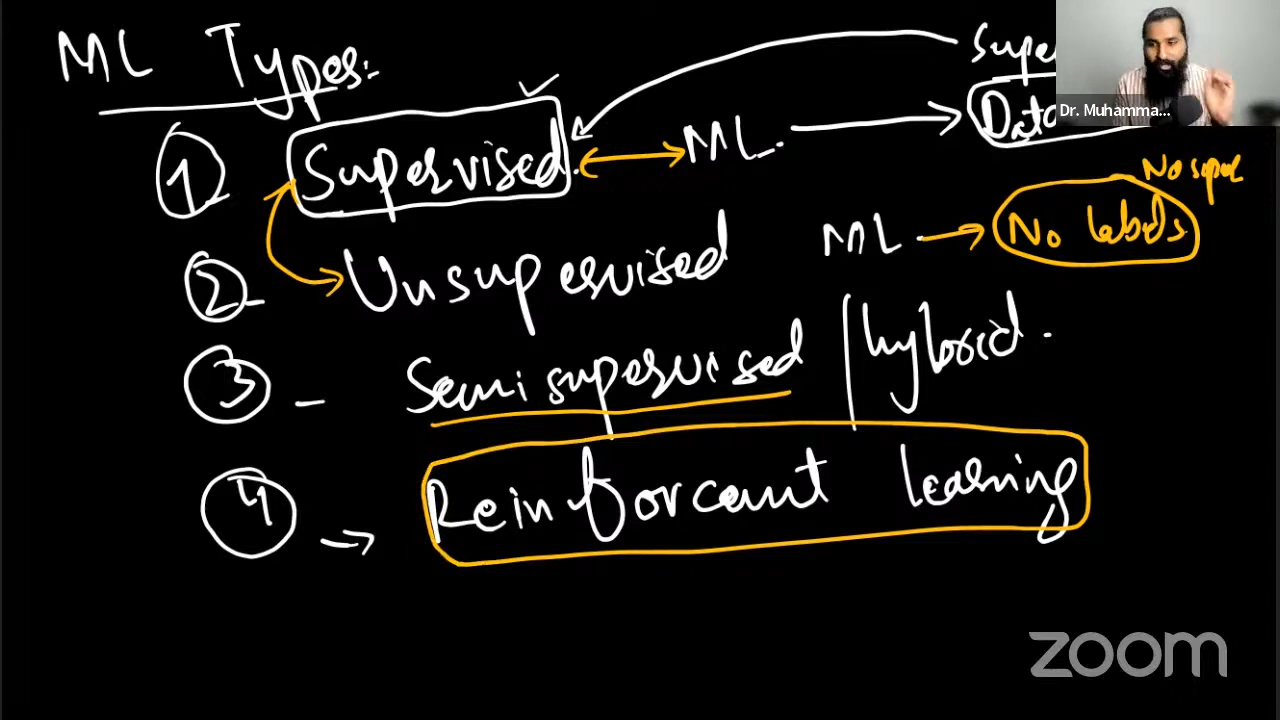 ML Types:-
Supe
Dr. Muhamma...
1 Supervised. ML. Data
No super
2 - Unsupervised ML. No labels
3 - Semi supervised / hybrid.
4 Reinforcemnt learning
zoom